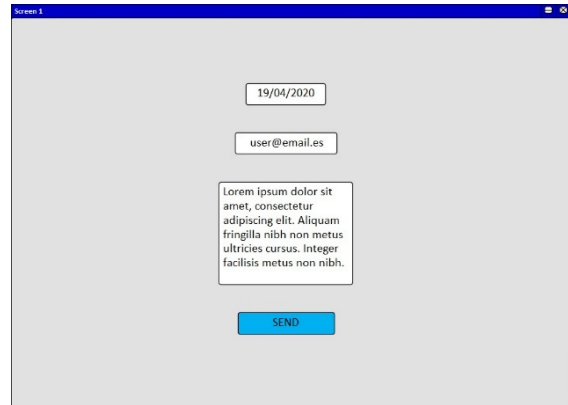 Screen 1
19/04/2020
user@email.es
Lorem ipsum dolor sit
amet, consectetur
adipiscing elit. Aliquam
fringilla nibh non metus
ultricies cursus. Integer
facilisis metus non nibh.
SEND